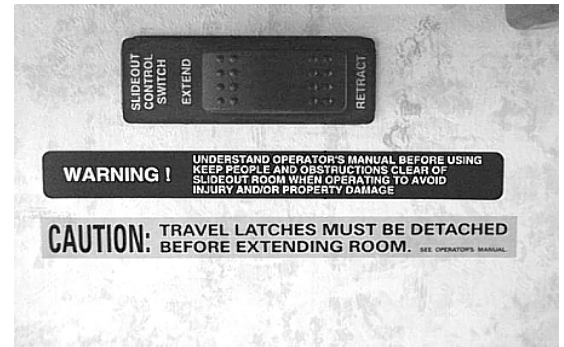 SLIDEOUT
CONTROL
SWITCH
EXTEND
RETRACT
WARNING !
UNDERSTAND OPERATOR'S MANUAL BEFORE USING
KEEP PEOPLE AND OBSTRUCTIONS CLEAR OF
SLIDEOUT ROOM WHEN OPERATING TO AVOID
INJURY AND/OR PROPERTY DAMAGE
CAUTION: TRAVEL LATCHES MUST BE DETACHED
BEFORE EXTENDING ROOM. SEE OPERATOR'S MANUAL